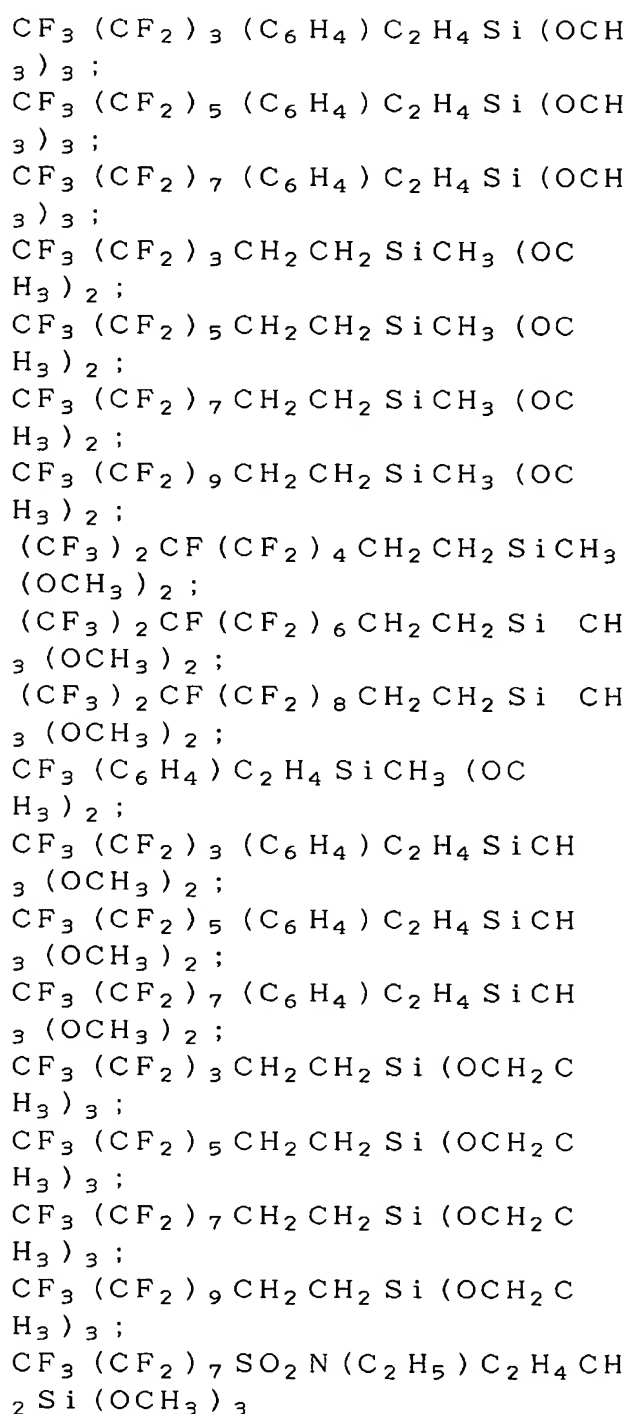 CF₃(CF₂)₃(C₆H₄)C₂H₄Si(OCH
₃)₃;
CF₃(CF₂)₅(C₆H₄)C₂H₄Si(OCH
₃)₃;
CF₃(CF₂)₇(C₆H₄)C₂H₄Si(OCH
₃)₃;
CF₃(CF₂)₃CH₂CH₂SiCH₃(OC
H₃)₂;
CF₃(CF₂)₅CH₂CH₂SiCH₃(OC
H₃)₂;
CF₃(CF₂)₇CH₂CH₂SiCH₃(OC
H₃)₂;
CF₃(CF₂)₉CH₂CH₂SiCH₃(OC
H₃)₂;
(CF₃)₂CF(CF₂)₄CH₂CH₂SiCH₃
(OCH₃)₂;
(CF₃)₂CF(CF₂)₆CH₂CH₂Si CH
₃(OCH₃)₂;
(CF₃)₂CF(CF₂)₈CH₂CH₂Si CH
₃(OCH₃)₂;
CF₃(C₆H₄)C₂H₄SiCH₃(OC
H₃)₂;
CF₃(CF₂)₃(C₆H₄)C₂H₄SiCH
₃(OCH₃)₂;
CF₃(CF₂)₅(C₆H₄)C₂H₄SiCH
₃(OCH₃)₂;
CF₃(CF₂)₇(C₆H₄)C₂H₄SiCH
₃(OCH₃)₂;
CF₃(CF₂)₃CH₂CH₂Si(OCH₂C
H₃)₃;
CF₃(CF₂)₅CH₂CH₂Si(OCH₂C
H₃)₃;
CF₃(CF₂)₇CH₂CH₂Si(OCH₂C
H₃)₃;
CF₃(CF₂)₉CH₂CH₂Si(OCH₂C
H₃)₃;
CF₃(CF₂)₇SO₂N(C₂H₅)C₂H₄CH
₂Si(OCH₃)₃